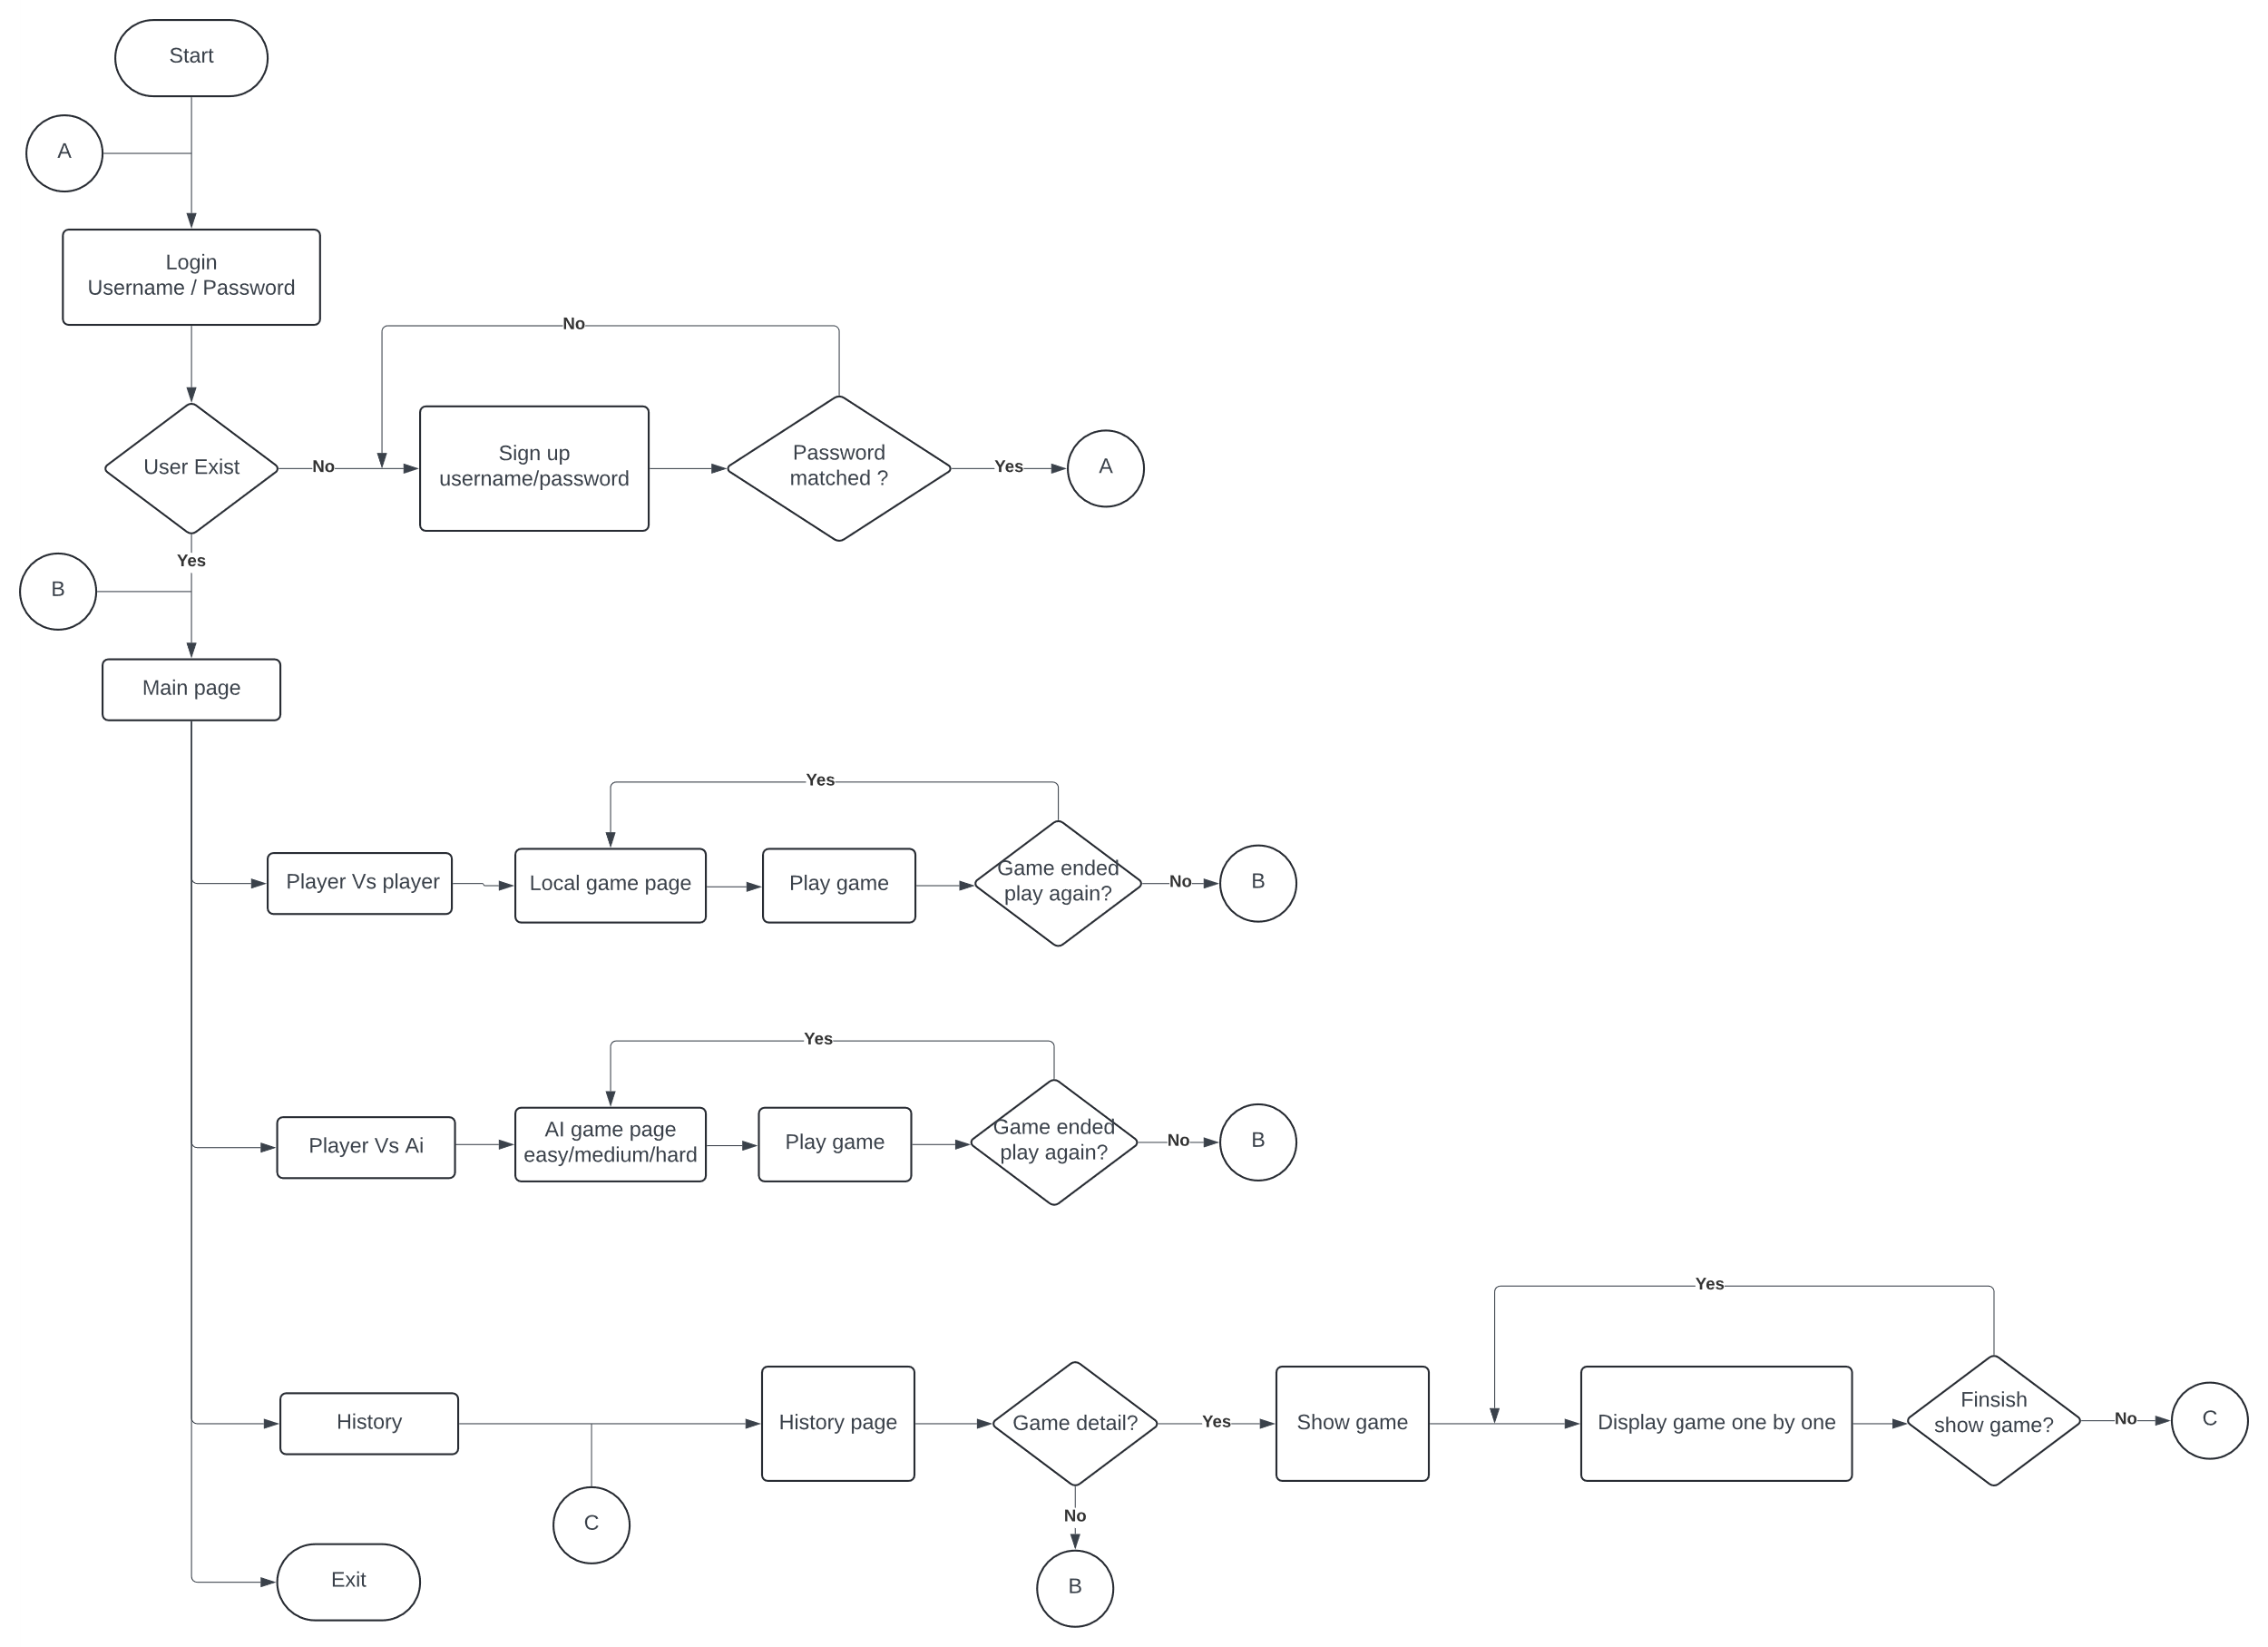 Start
A
Login
Username / Password
No
User Exist
No
Sign up
username/password
Password
matched ?
Yes
A
Yes
B
Main page
Yes
Player Vs player
Local game page
Play game
Game ended
play again?
No
B
Yes
Player Vs Ai
AI game page
easy/medium/hard
Play game
Game ended
play again?
No
B
Yes
History
History page
Game detail?
Yes
Show game
Display game one by one
Finsish
show game?
No
C
C
No
B
Exit